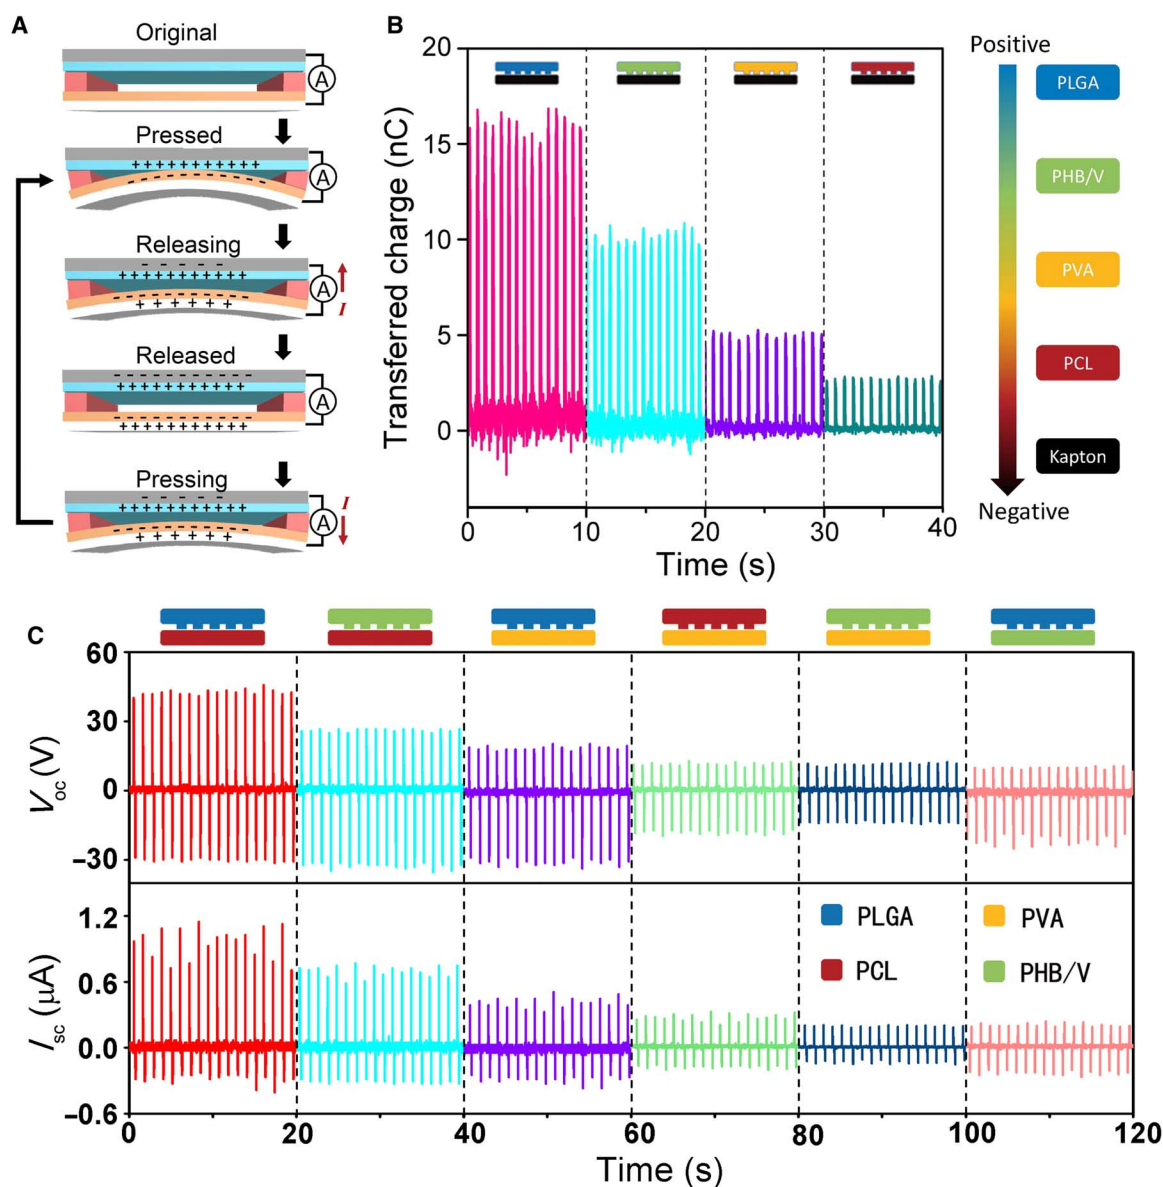 A
Original
A
Pressed
+ + + + + + + + + +
- - - - - - - - - -
A
Releasing
- - - - -
+ + + + + + + + + +
- - - - - - - - - -
+ + + + + +
A
I
Released
- - - - - - - - - -
+ + + + + + + + + +
- - - - - - - - - -
+ + + + + + + + + +
A
Pressing
- - - - -
+ + + + + + + + + +
- - - - - - - - - -
+ + + + + +
A
I
B
Transferred charge (nC)
20
15
10
5
0
0 10 20 30 40
Time (s)
Positive
PLGA
PHB/V
PVA
PCL
Kapton
Negative
C
Voc (V)
60
30
0
−30
Isc (μA)
1.2
0.6
0.0
−0.6
PLGA PVA
PCL PHB/V
0 20 40 60 80 100 120
Time (s)